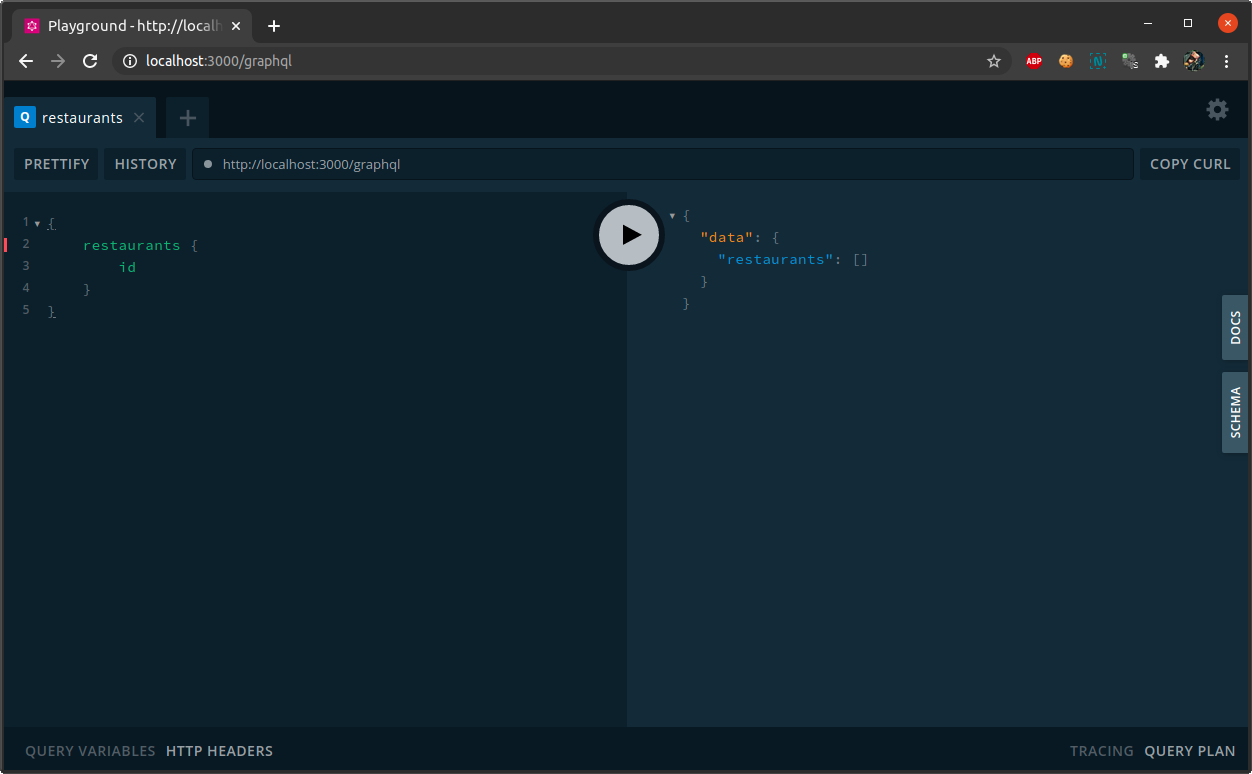 Playground - http://localh
localhost:3000/graphql
ABP
N
Q restaurants
PRETTIFY HISTORY http://localhost:3000/graphql COPY CURL
1 {
2 restaurants {
3 id
4 }
5 }
{
"data": {
"restaurants": []
}
}
DOCS
SCHEMA
QUERY VARIABLES HTTP HEADERS TRACING QUERY PLAN